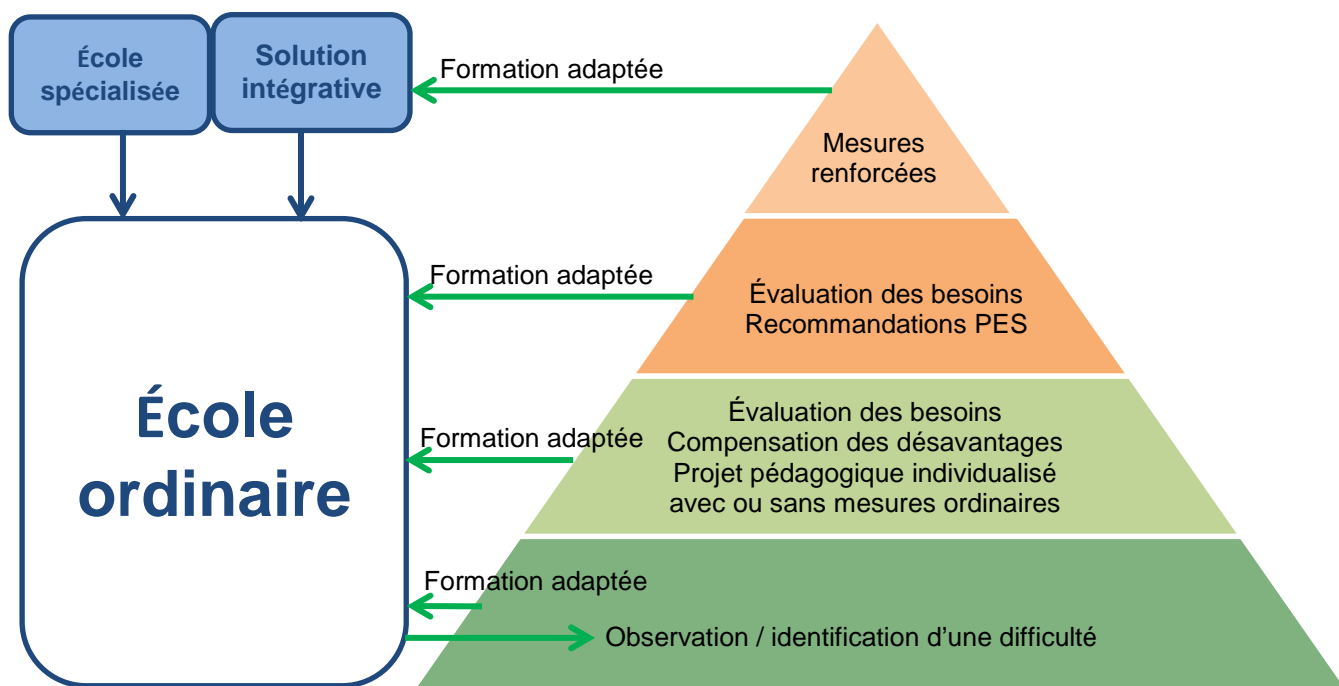 École
spécialisée
Solution
intégrative
Formation adaptée
Mesures
renforcées
Formation adaptée
Évaluation des besoins
Recommandations PES
École
ordinaire
Formation adaptée
Évaluation des besoins
Compensation des désavantages
Projet pédagogique individualisé
avec ou sans mesures ordinaires
Formation adaptée
Observation / identification d’une difficulté